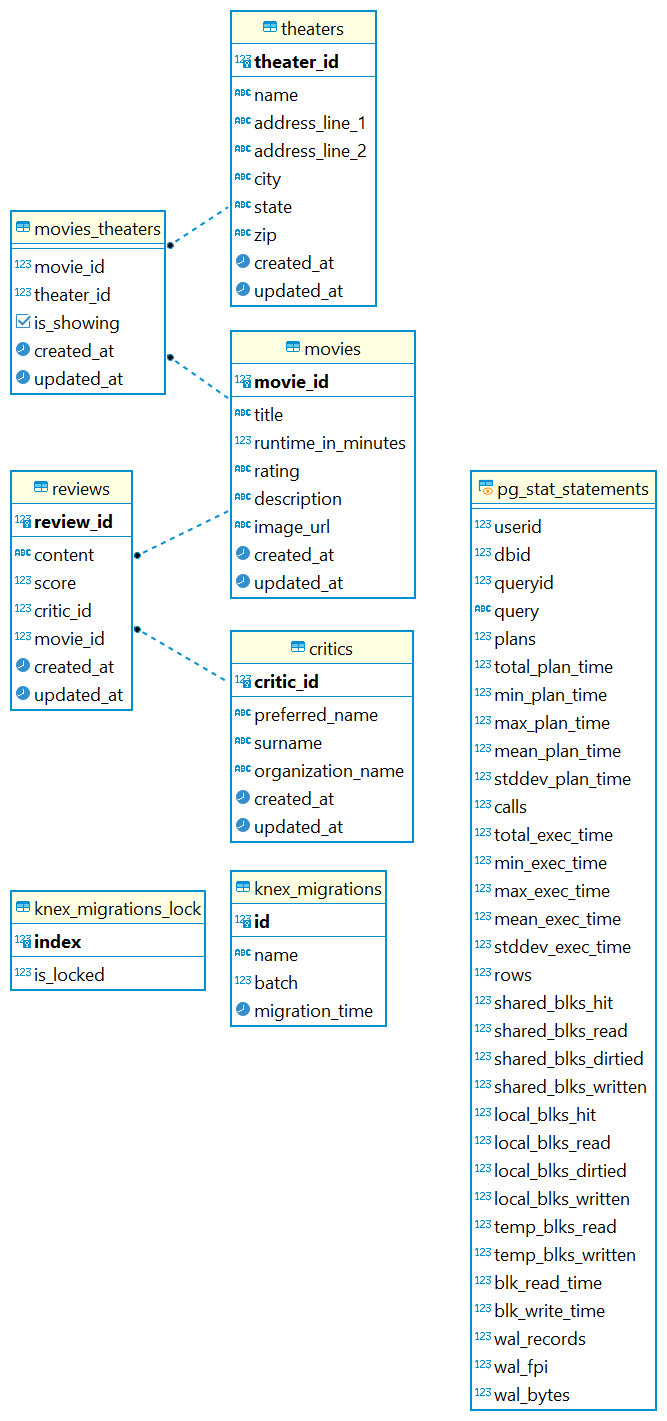 theaters
theater_id
name
address_line_1
address_line_2
city
state
zip
created_at
updated_at
movies_theaters
movie_id
theater_id
is_showing
created_at
updated_at
movies
movie_id
title
runtime_in_minutes
rating
description
image_url
created_at
updated_at
reviews
review_id
content
score
critic_id
movie_id
created_at
updated_at
critics
critic_id
preferred_name
surname
organization_name
created_at
updated_at
knex_migrations_lock
index
is_locked
knex_migrations
id
name
batch
migration_time
pg_stat_statements
userid
dbid
queryid
query
plans
total_plan_time
min_plan_time
max_plan_time
mean_plan_time
stddev_plan_time
calls
total_exec_time
min_exec_time
max_exec_time
mean_exec_time
stddev_exec_time
rows
shared_blks_hit
shared_blks_read
shared_blks_dirtied
shared_blks_written
local_blks_hit
local_blks_read
local_blks_dirtied
local_blks_written
temp_blks_read
temp_blks_written
blk_read_time
blk_write_time
wal_records
wal_fpi
wal_bytes